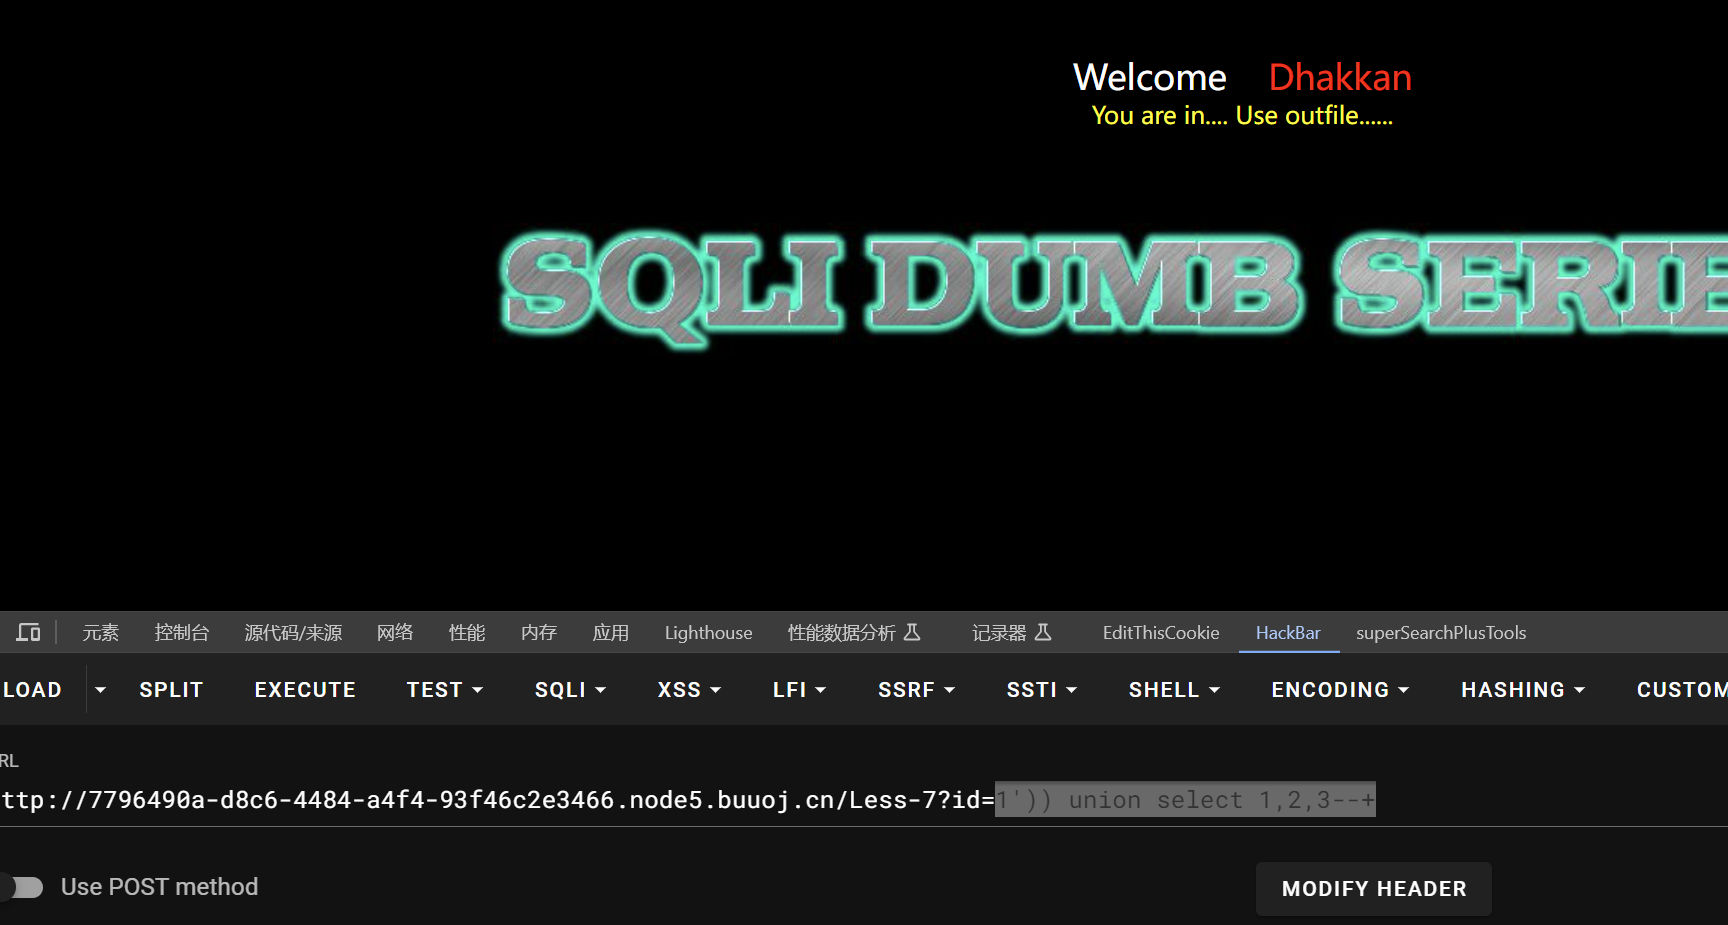 Welcome Dhakkan
You are in.... Use outfile......
SQLI DUMB SERIE
元素 控制台 源代码/来源 网络 性能 内存 应用 Lighthouse 性能数据分析 记录器 EditThisCookie HackBar superSearchPlusTools
LOAD SPLIT EXECUTE TEST SQLI XSS LFI SSRF SSTI SHELL ENCODING HASHING CUSTOM
RL
ttp://7796490a-d8c6-4484-a4f4-93f46c2e3466.node5.buuoj.cn/Less-7?id=1')) union select 1,2,3--+
Use POST method
MODIFY HEADER